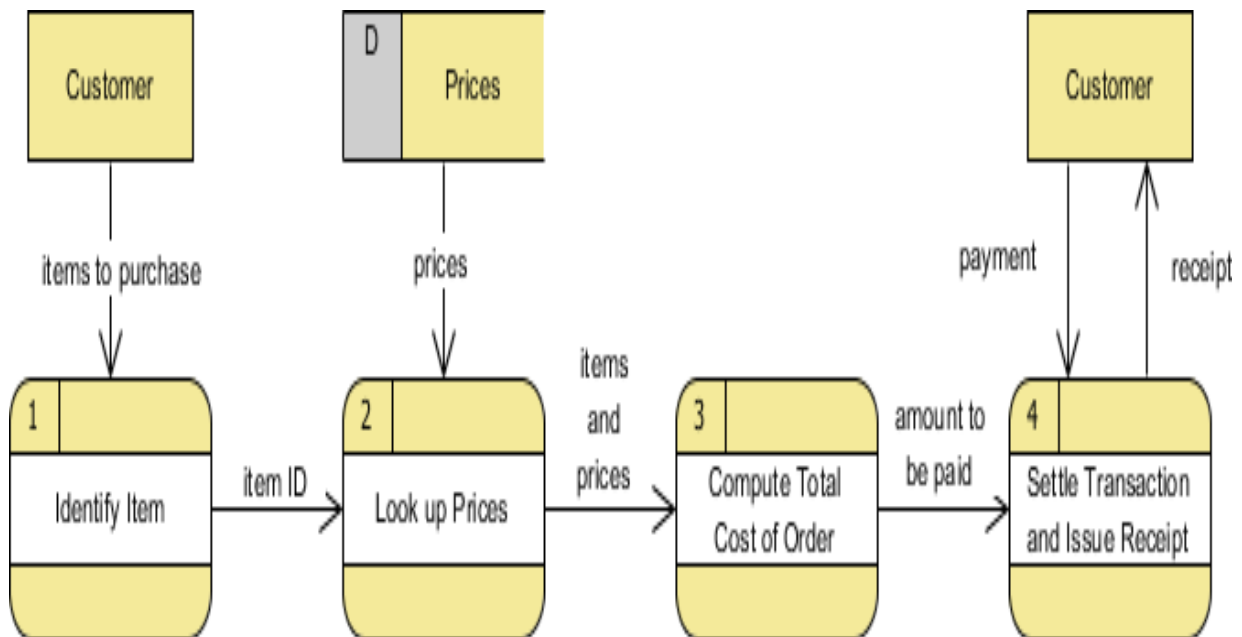 Customer
D
Prices
Customer
items to purchase
prices
payment
receipt
1
Identify Item
item ID
2
Look up Prices
items
and
prices
3
Compute Total
Cost of Order
amount to
be paid
4
Settle Transaction
and Issue Receipt